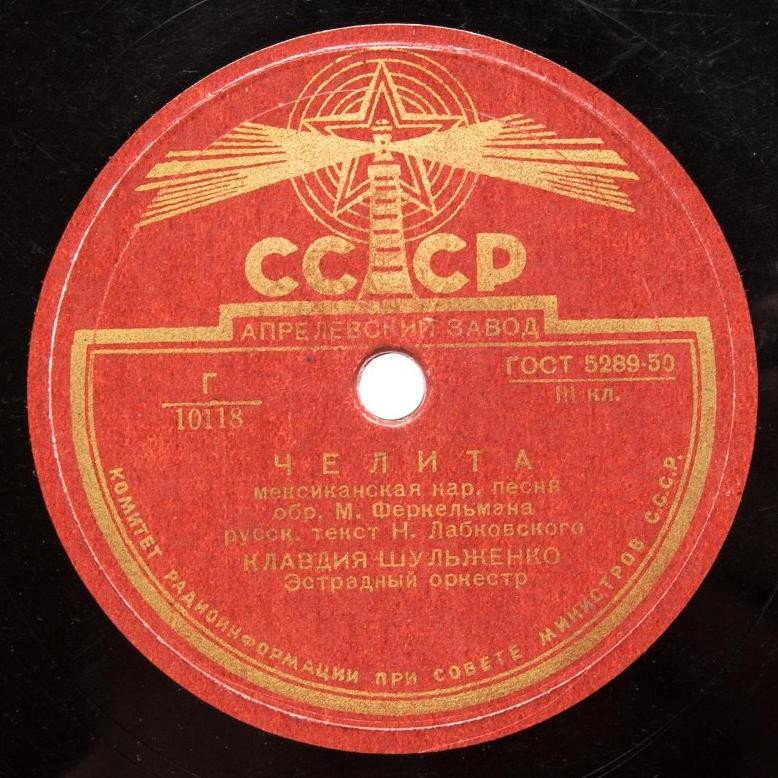 СССР
АПРЕЛЕВСКИЙ ЗАВОД
Г
10118
ГОСТ 5289-50
III кл.
ЧЕЛИТА
мексиканская нар. песня
обр. М. Феркельмана
русск. текст Н. Лабковского
КЛАВДИЯ ШУЛЬЖЕНКО
Эстрадный оркестр
КОМИТЕТ РАДИОИНФОРМАЦИИ ПРИ СОВЕТЕ МИНИСТРОВ С.С.С.Р.